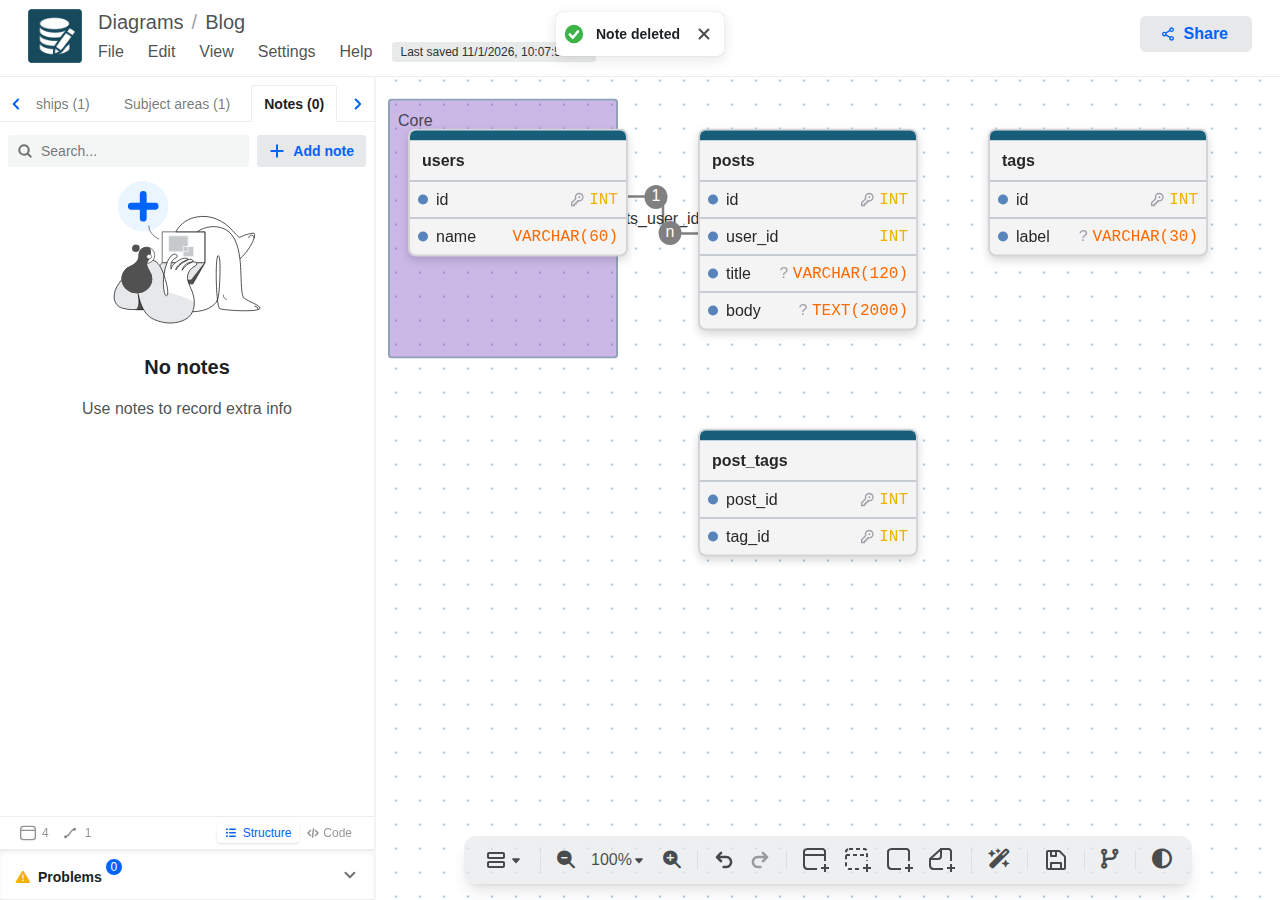 Diagrams / Blog
Note deleted
File Edit View Settings Help
Last saved 11/1/2026, 10:07:5
Share
ships (1) Subject areas (1) Notes (0)
Search...
Add note
No notes
Use notes to record extra info
Core
users
id INT
name VARCHAR(60)
1
ts_user_id
n
posts
id INT
user_id INT
title ? VARCHAR(120)
body ? TEXT(2000)
tags
id INT
label ? VARCHAR(30)
post_tags
post_id INT
tag_id INT
4 1 Structure Code
Problems 0
100%